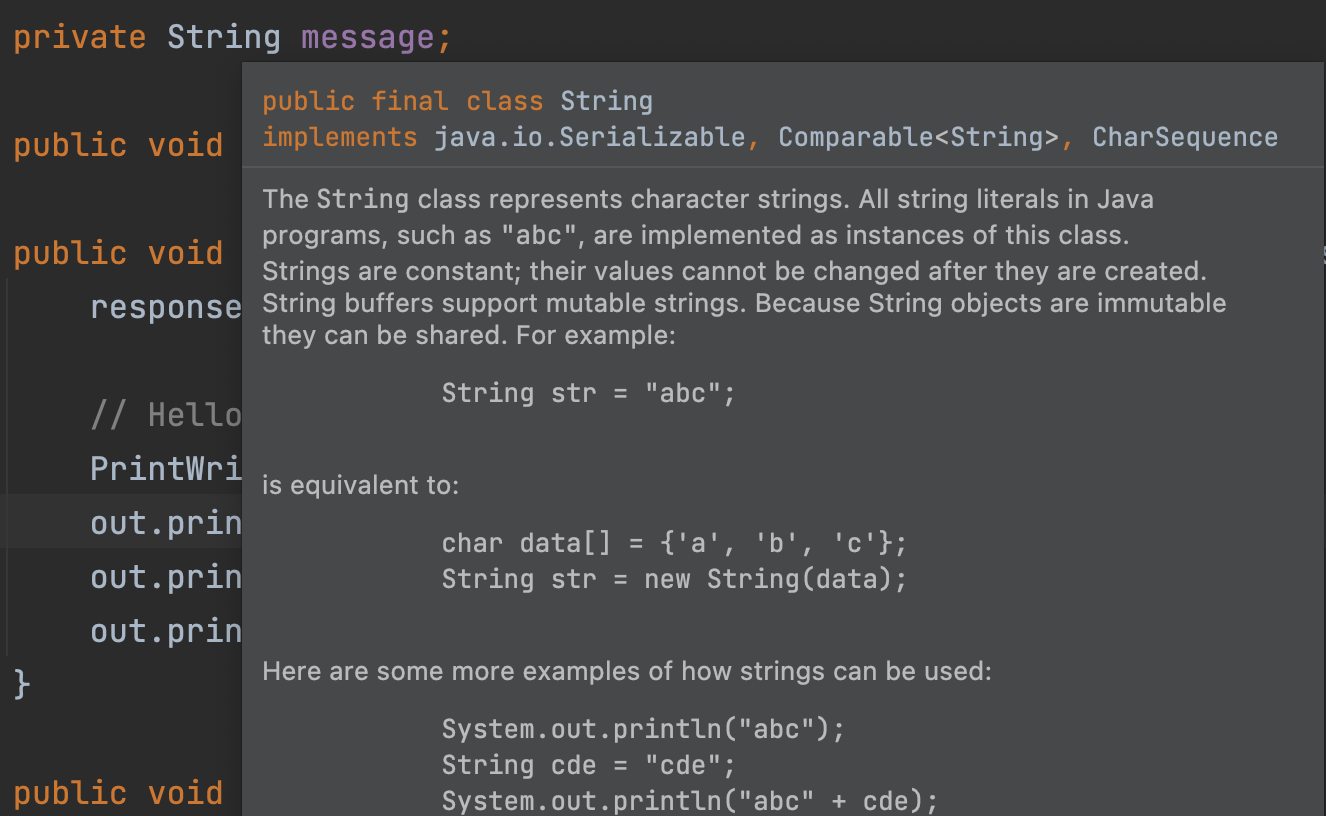 private String message;
public final class String
implements java.io.Serializable, Comparable<String>, CharSequence
public void
The String class represents character strings. All string literals in Java
programs, such as "abc", are implemented as instances of this class.
public void
Strings are constant; their values cannot be changed after they are created.
String buffers support mutable strings. Because String objects are immutable
response
they can be shared. For example:
String str = "abc";
// Hello
PrintWri
is equivalent to:
out.prin
char data[] = {'a', 'b', 'c'};
out.prin
String str = new String(data);
out.prin
Here are some more examples of how strings can be used:
}
System.out.println("abc");
String cde = "cde";
public void
System.out.println("abc" + cde);